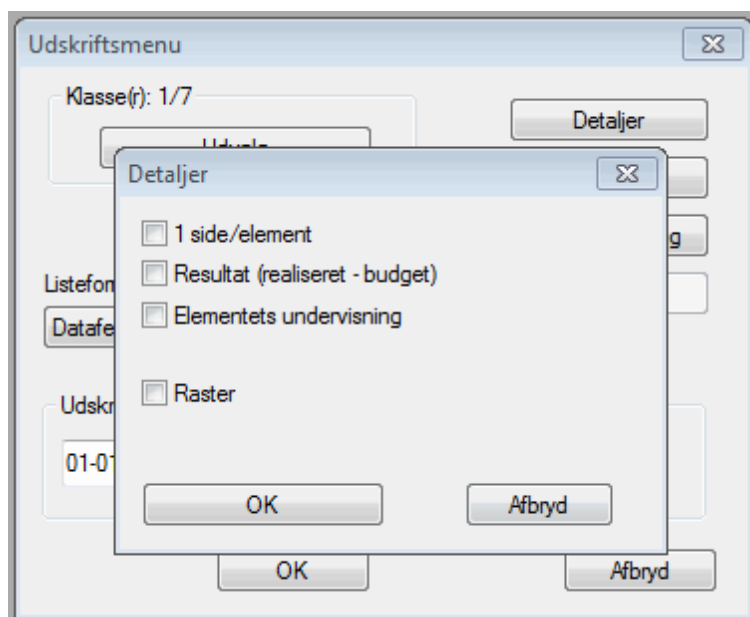 Udskriftsmenu
Klasse(r): 1/7
Detaljer
Detaljer
1 side/element
Resultat (realiseret - budget)
Elementets undervisning
Raster
OK
Afbryd
OK
Afbryd